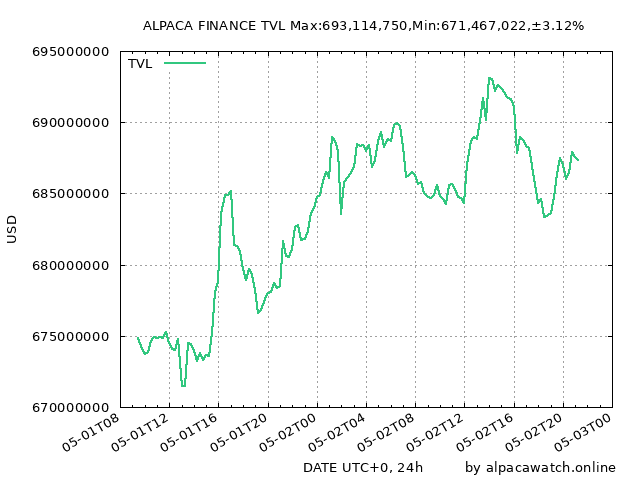 ALPACA FINANCE TVL Max:693,114,750,Min:671,467,022,±3.12%
TVL
695000000
690000000
685000000
680000000
675000000
670000000
USD
05-01T08
05-01T12
05-01T16
05-01T20
05-02T00
05-02T04
05-02T08
05-02T12
05-02T16
05-02T20
05-03T00
DATE UTC+0, 24h
by alpacawatch.online